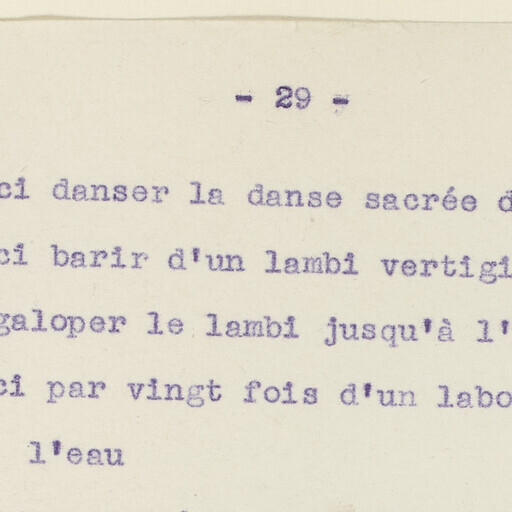 - 29 -
ci danser la danse sacrée d
ci barir d'un lambi vertigi
galoper le lambi jusqu'à l'
ci par vingt fois d'un labo
l'eau